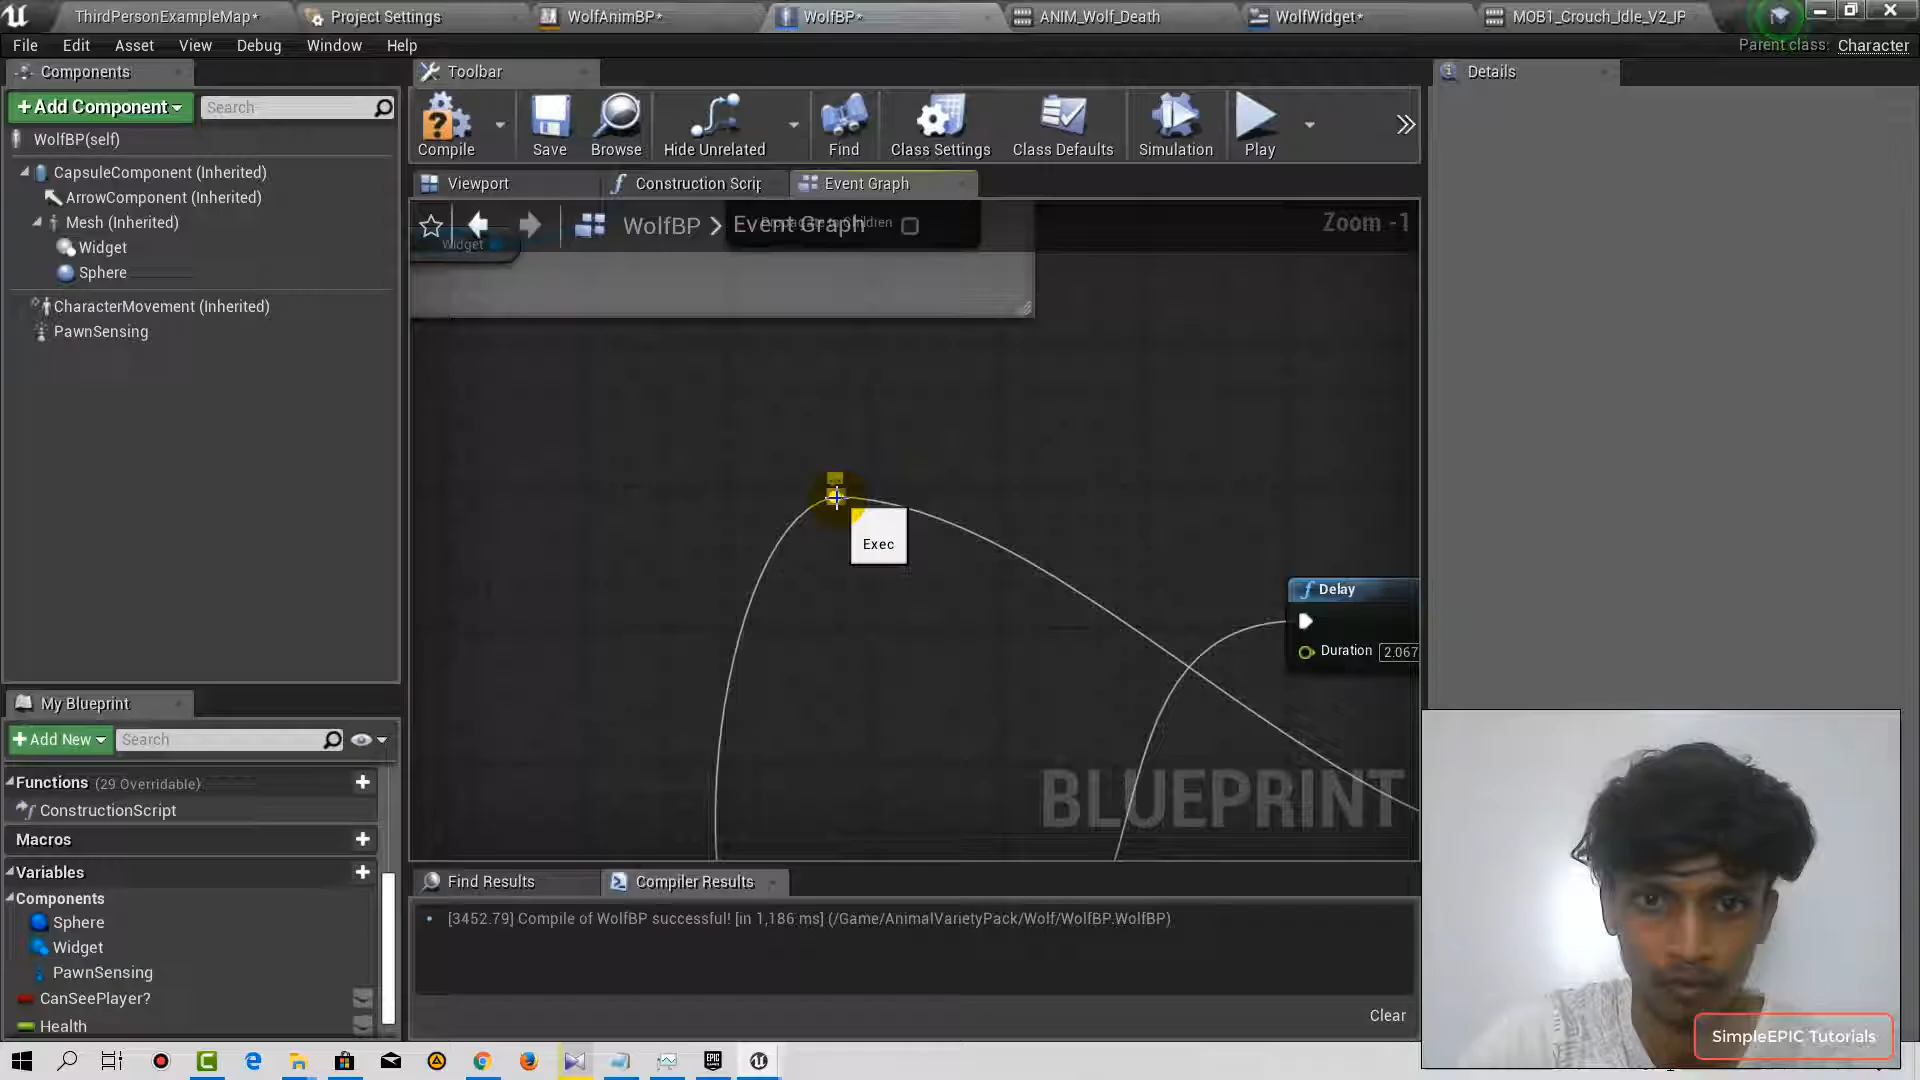 ThirdPersonExampleMap*
Project Settings
WolfAnimBP*
WolfBP*
ANIM_Wolf_Death
WolfWidget*
MOB1_Crouch_Idle_V2_IP
File Edit Asset View Debug Window Help
Parent class: Character
Components
Toolbar
Details
+Add Component
Search
WolfBP(self)
CapsuleComponent (Inherited)
ArrowComponent (Inherited)
Mesh (Inherited)
Widget
Sphere
CharacterMovement (Inherited)
PawnSensing
Compile
Save
Browse
Hide Unrelated
Find
Class Settings
Class Defaults
Simulation
Play
Viewport
Construction Scrip
Event Graph
WolfBP > Event Graph
Zoom -1
Widget
Exec
Delay
Duration 2.067
BLUEPRINT
My Blueprint
+Add New
Search
Functions (29 Overridable)
ConstructionScript
Macros
Variables
Components
Sphere
Widget
PawnSensing
CanSeePlayer?
Health
Find Results
Compiler Results
[3452.79] Compile of WolfBP successful! [in 1,186 ms] (/Game/AnimalVarietyPack/Wolf/WolfBP.WolfBP)
Clear
SimpleEPIC Tutorials
EPIC